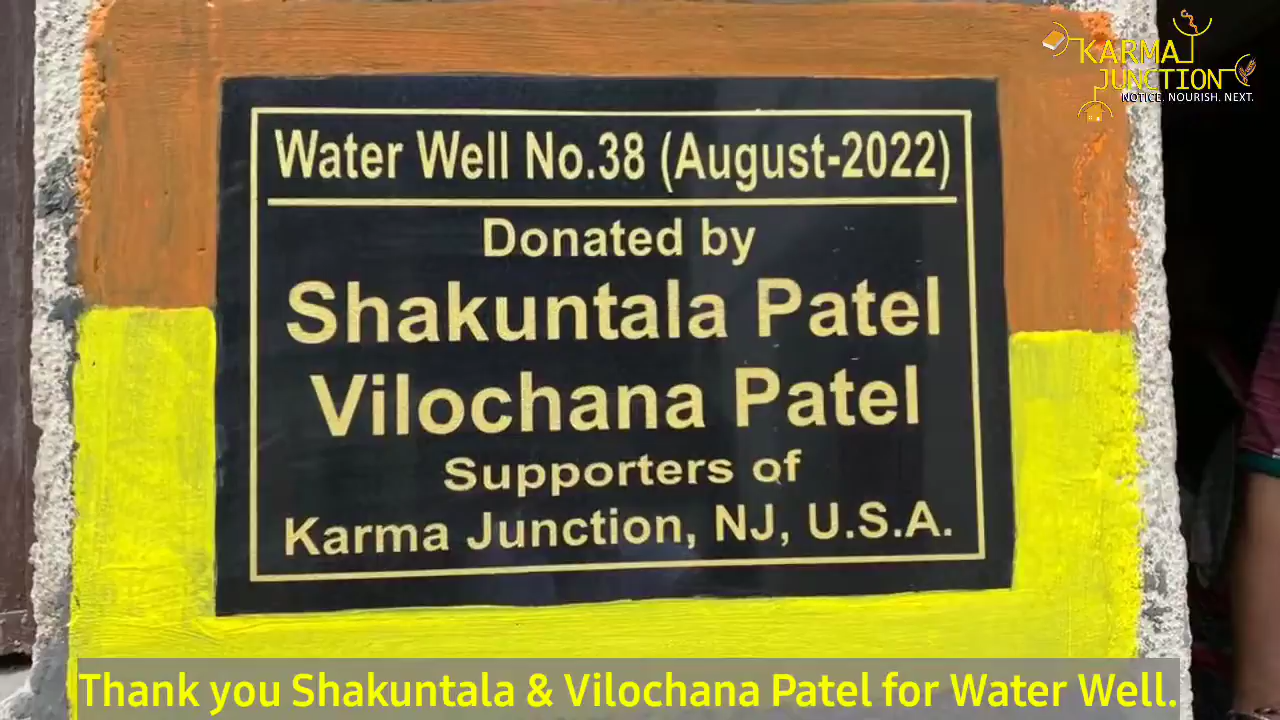 KARMA
JUNCTION
NOTICE. NOURISH. NEXT.
Water Well No.38 (August-2022)
Donated by
Shakuntala Patel
Vilochana Patel
Supporters of
Karma Junction, NJ, U.S.A.
Thank you Shakuntala & Vilochana Patel for Water Well.